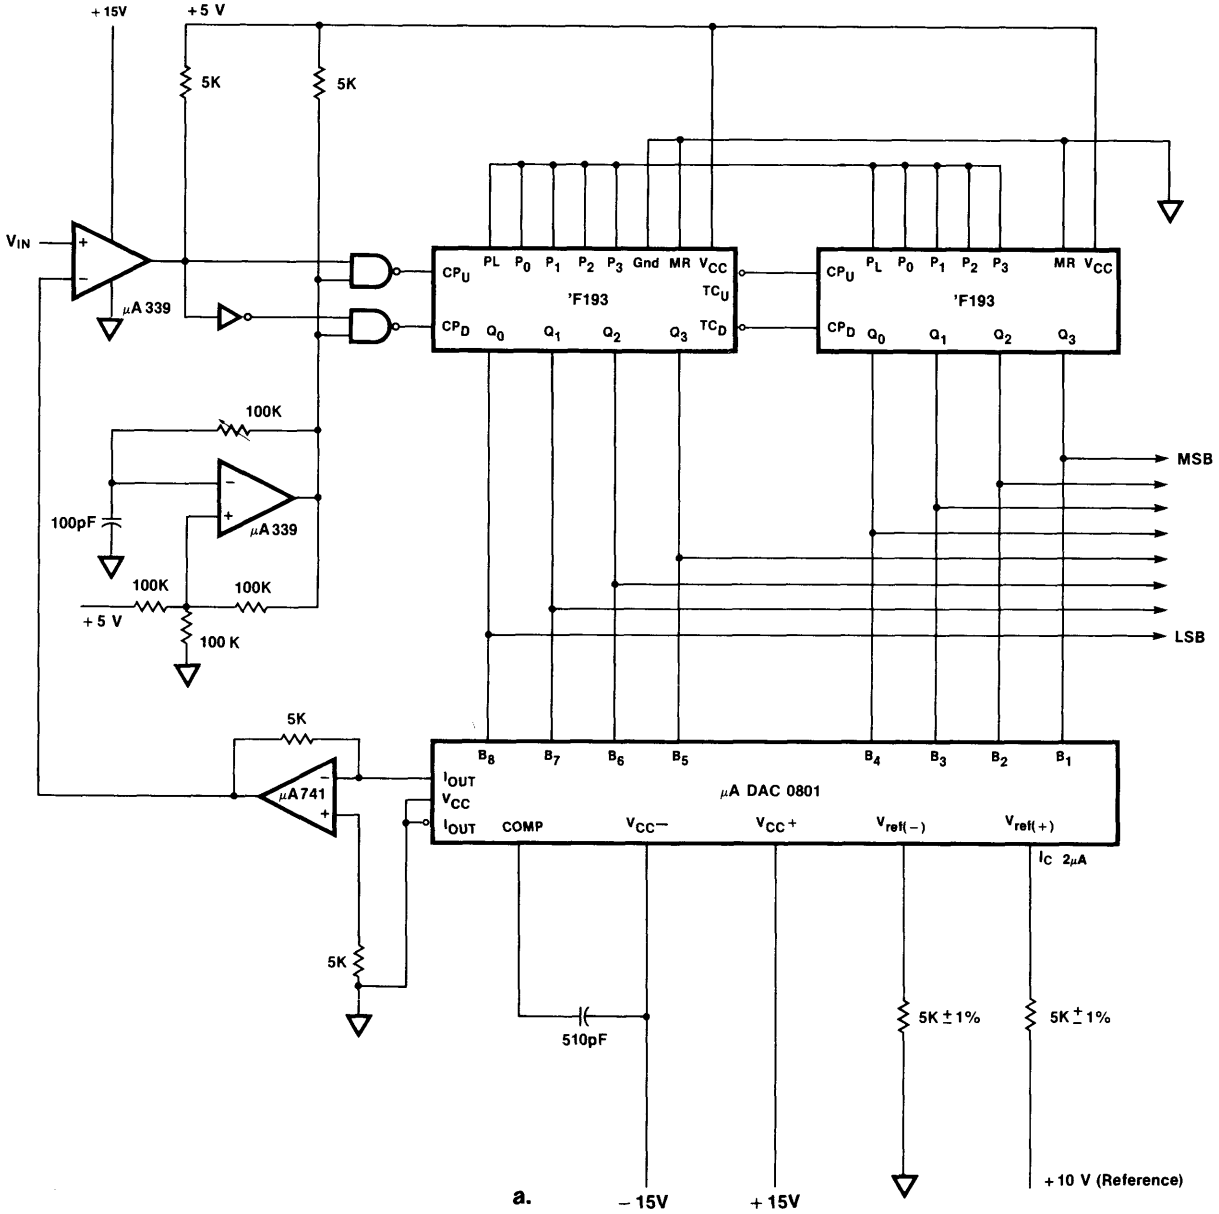 +15V
+5 V
5K
5K
VIN
+
−
μA339
PL P0 P1 P2 P3 Gnd MR VCC
CPU
TCU
'F193
CPD
TCD
Q0 Q1 Q2 Q3
CPU
PL P0 P1 P2 P3 MR VCC
'F193
CPD
Q0 Q1 Q2 Q3
100K
−
+
μA339
100pF
100K
100K
+5 V
100 K
MSB
LSB
5K
−
μA741
+
B8 B7 B6 B5 B4 B3 B2 B1
IOUT
VCC
IOUT
μA DAC 0801
COMP VCC− VCC+ Vref(−) Vref(+)
IC 2μA
5K
510pF
5K ± 1%
5K ± 1%
a.
−15V
+15V
+10 V (Reference)